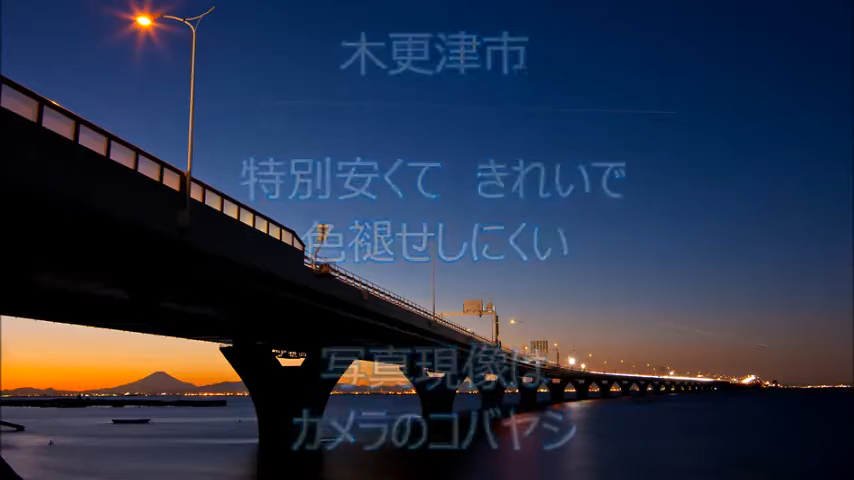 木更津市
特別安くて　きれいで
色褪せしにくい
写真現像は
カメラのコバヤシ